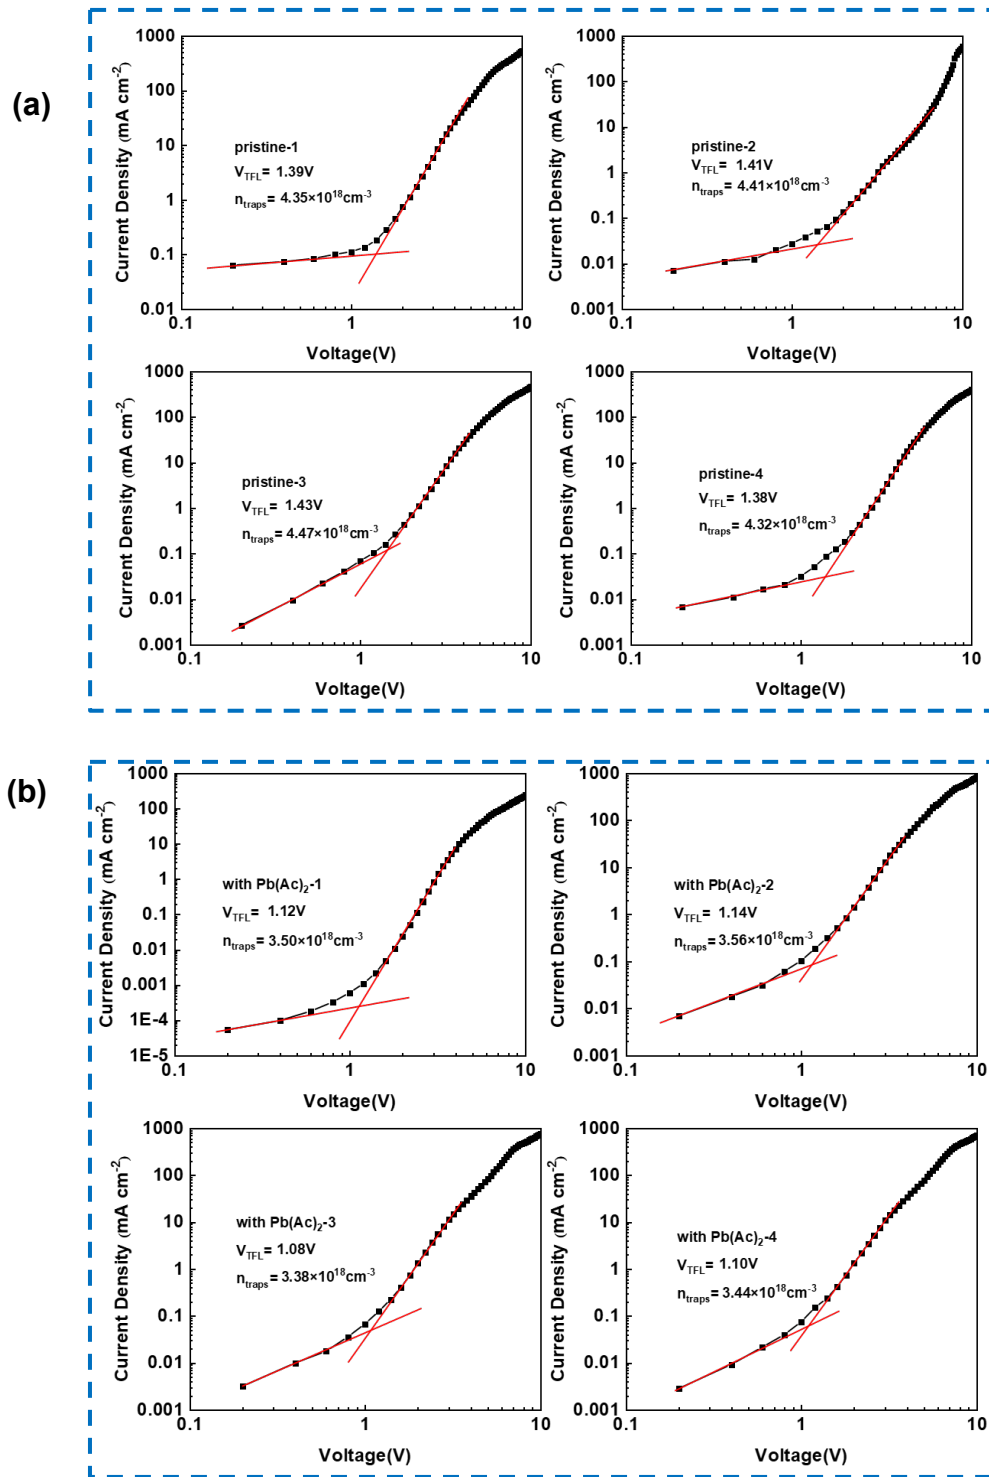 (a)
1000
100
10
1
0.1
0.01
0.1
1
10
Current Density (mA cm-2)
Voltage(V)
pristine-1
VTFL= 1.39V
ntraps= 4.35×1018cm-3
1000
100
10
1
0.1
0.01
0.001
0.1
1
10
Current Density (mA cm-2)
Voltage(V)
pristine-2
VTFL= 1.41V
ntraps= 4.41×1018cm-3
1000
100
10
1
0.1
0.01
0.001
0.1
1
10
Current Density (mA cm-2)
Voltage(V)
pristine-3
VTFL= 1.43V
ntraps= 4.47×1018cm-3
1000
100
10
1
0.1
0.01
0.001
0.1
1
10
Current Density (mA cm-2)
Voltage(V)
pristine-4
VTFL= 1.38V
ntraps= 4.32×1018cm-3
(b)
1000
100
10
1
0.1
0.01
0.001
1E-4
1E-5
0.1
1
10
Current Density (mA cm-2)
Voltage(V)
with Pb(Ac)2-1
VTFL= 1.12V
ntraps= 3.50×1018cm-3
1000
100
10
1
0.1
0.01
0.001
0.1
1
10
Current Density (mA cm-2)
Voltage(V)
with Pb(Ac)2-2
VTFL= 1.14V
ntraps= 3.56×1018cm-3
1000
100
10
1
0.1
0.01
0.001
0.1
1
10
Current Density (mA cm-2)
Voltage(V)
with Pb(Ac)2-3
VTFL= 1.08V
ntraps= 3.38×1018cm-3
1000
100
10
1
0.1
0.01
0.001
0.1
1
10
Current Density (mA cm-2)
Voltage(V)
with Pb(Ac)2-4
VTFL= 1.10V
ntraps= 3.44×1018cm-3